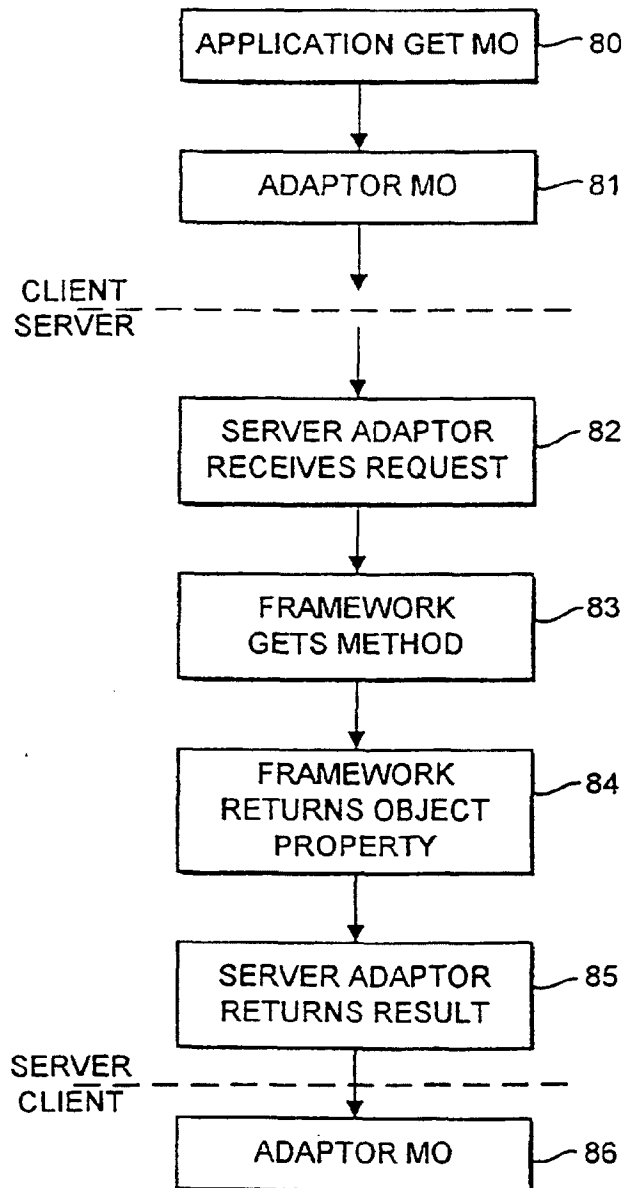 APPLICATION GET MO 80
ADAPTOR MO 81
CLIENT
SERVER
SERVER ADAPTOR 82
RECEIVES REQUEST
FRAMEWORK 83
GETS METHOD
FRAMEWORK 84
RETURNS OBJECT
PROPERTY
SERVER ADAPTOR 85
RETURNS RESULT
SERVER
CLIENT
ADAPTOR MO 86